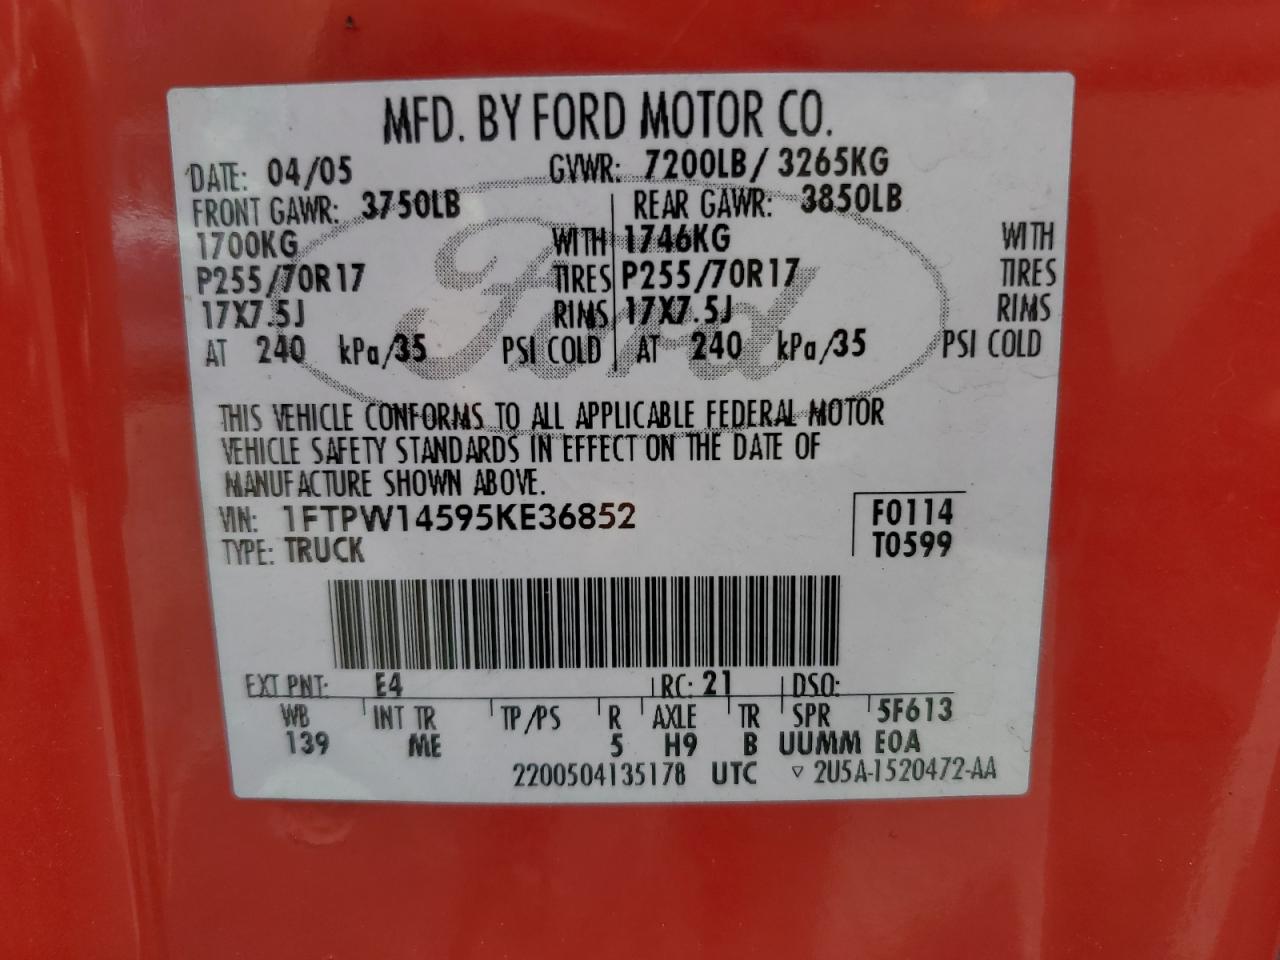 MFD. BY FORD MOTOR CO.
DATE: 04/05 GVWR: 7200LB/ 3265KG
FRONT GAWR: 3750LB REAR GAWR: 3850LB
1700KG WITH 1746KG WITH
P255/70R17 TIRES P255/70R17 TIRES
17X7.5J RIMS 17X7.5J RIMS
AT 240 kPa/35 PSI COLD AT 240 kPa/35 PSI COLD
Ford
THIS VEHICLE CONFORMS TO ALL APPLICABLE FEDERAL MOTOR
VEHICLE SAFETY STANDARDS IN EFFECT ON THE DATE OF
MANUFACTURE SHOWN ABOVE.
VIN: 1FTPW14595KE36852 F0114
TYPE: TRUCK T0599
EXT PNT: E4 RC: 21 DSO:
WB INT TR TP/PS R AXLE TR SPR 5F613
139 ME 5 H9 B UUMM E0A
2200504135178 UTC ▽ 2U5A-1520472-AA